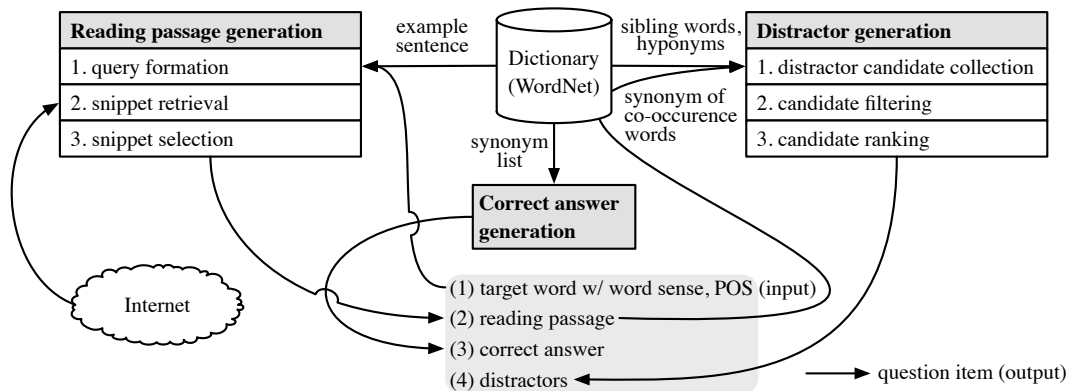 Reading passage generation
1. query formation
2. snippet retrieval
3. snippet selection
example
sentence
Dictionary
(WordNet)
sibling words,
hyponyms
synonym of
co-occurence
words
Distractor generation
1. distractor candidate collection
2. candidate filtering
3. candidate ranking
synonym
list
Correct answer
generation
Internet
(1) target word w/ word sense, POS (input)
(2) reading passage
(3) correct answer
(4) distractors
question item (output)